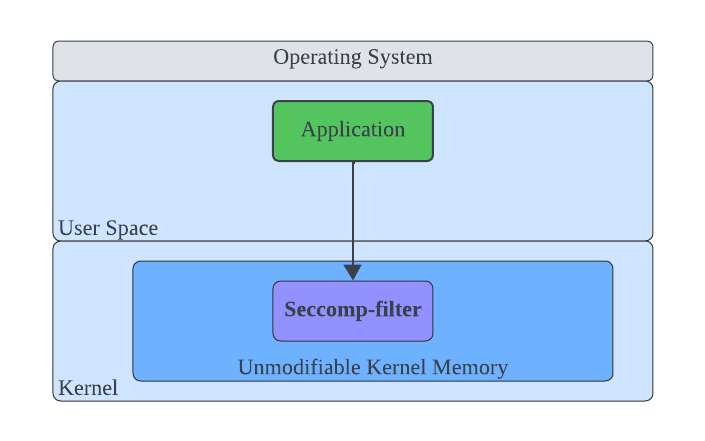 Operating System
Application
User Space
Seccomp-filter
Unmodifiable Kernel Memory
Kernel